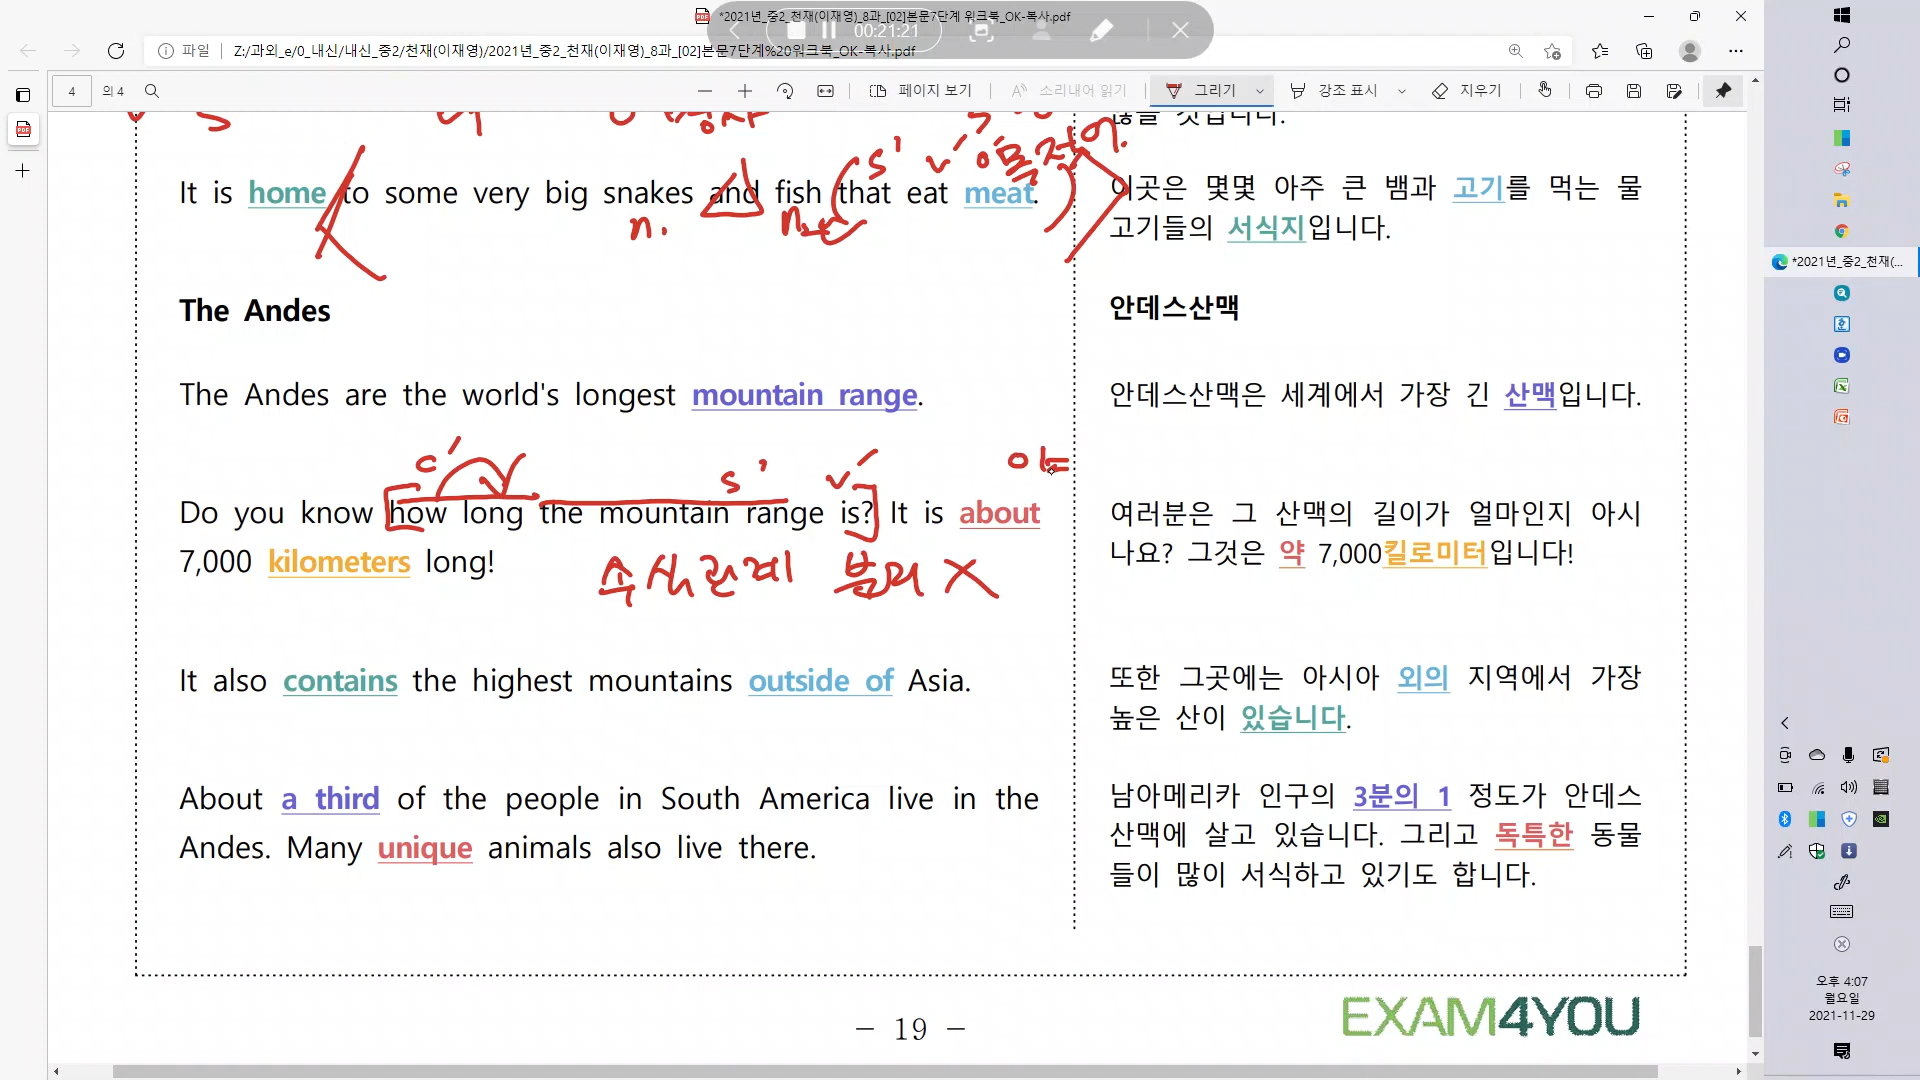 *2021년_중2_천재(이재영)_8과_[02]본문7단계 워크북_OK-복사.pdf
00:21:21
파일
Z:/과외_e/0_내신/내신_중2/천재(이재영)/2021년_중2_천재(이재영)_8과_[02]본문7단계%20워크북_OK-복사.pdf
4 의 4
페이지 보기
소리내어 읽기
그리기
강조 표시
지우기
않을 것입니다.
s' v' o' 목적어.
It is home to some very big snakes and fish that eat meat.
n. n.
이곳은 몇몇 아주 큰 뱀과 고기를 먹는 물
고기들의 서식지입니다.
The Andes
안데스산맥
The Andes are the world's longest mountain range.
안데스산맥은 세계에서 가장 긴 산맥입니다.
c' s' v'
Do you know how long the mountain range is? It is about
7,000 kilometers long!
수식관계 분리 X
여러분은 그 산맥의 길이가 얼마인지 아시
나요? 그것은 약 7,000킬로미터입니다!
It also contains the highest mountains outside of Asia.
또한 그곳에는 아시아 외의 지역에서 가장
높은 산이 있습니다.
About a third of the people in South America live in the
Andes. Many unique animals also live there.
남아메리카 인구의 3분의 1 정도가 안데스
산맥에 살고 있습니다. 그리고 독특한 동물
들이 많이 서식하고 있기도 합니다.
- 19 -
EXAM4YOU
*2021년_중2_천재(...
오후 4:07
월요일
2021-11-29